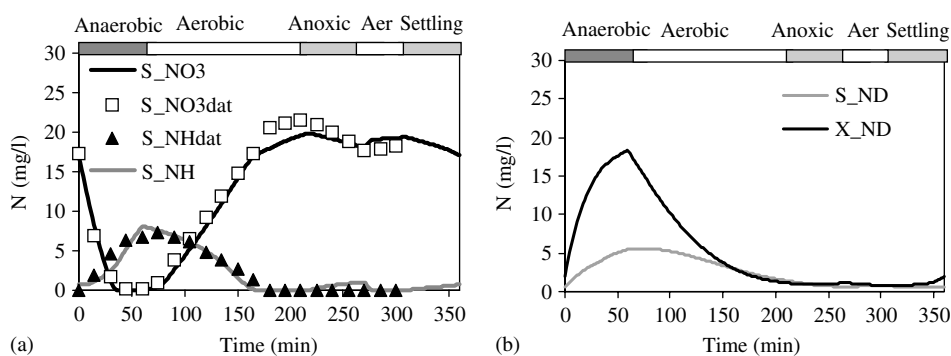 Anaerobic Aerobic Anoxic Aer Settling
30
25
20
15
10
5
0
N (mg/l)
S_NO3
S_NO3dat
S_NHdat
S_NH
0 50 100 150 200 250 300 350
Time (min)
(a)
Anaerobic Aerobic Anoxic Aer Settling
30
25
20
15
10
5
0
N (mg/l)
S_ND
X_ND
0 50 100 150 200 250 300 350
Time (min)
(b)